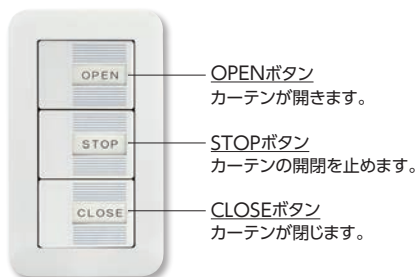 OPEN
OPENボタン
カーテンが開きます。
STOP
STOPボタン
カーテンの開閉を止めます。
CLOSE
CLOSEボタン
カーテンが閉じます。